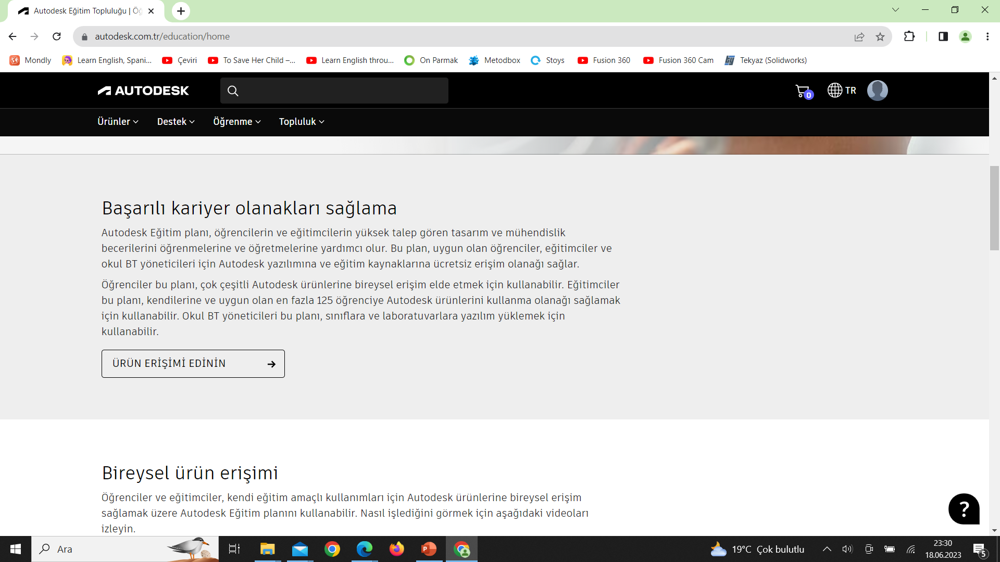 Autodesk Eğitim Topluluğu | Öğ
autodesk.com.tr/education/home
Mondly
Learn English, Spani...
Çeviri
To Save Her Child –...
Learn English throu...
On Parmak
Metodbox
Stoys
Fusion 360
Fusion 360 Cam
Tekyaz (Solidworks)
AUTODESK
0
TR
Ürünler
Destek
Öğrenme
Topluluk
Başarılı kariyer olanakları sağlama
Autodesk Eğitim planı, öğrencilerin ve eğitimcilerin yüksek talep gören tasarım ve mühendislik
becerilerini öğrenmelerine ve öğretmelerine yardımcı olur. Bu plan, uygun olan öğrenciler, eğitimciler ve
okul BT yöneticileri için Autodesk yazılımına ve eğitim kaynaklarına ücretsiz erişim olanağı sağlar.
Öğrenciler bu planı, çok çeşitli Autodesk ürünlerine bireysel erişim elde etmek için kullanabilir. Eğitimciler
bu planı, kendilerine ve uygun olan en fazla 125 öğrenciye Autodesk ürünlerini kullanma olanağı sağlamak
için kullanabilir. Okul BT yöneticileri bu planı, sınıflara ve laboratuvarlara yazılım yüklemek için
kullanabilir.
ÜRÜN ERİŞİMİ EDİNİN
Bireysel ürün erişimi
Öğrenciler ve eğitimciler, kendi eğitim amaçlı kullanımları için Autodesk ürünlerine bireysel erişim
sağlamak üzere Autodesk Eğitim planını kullanabilir. Nasıl işlediğini görmek için aşağıdaki videoları
izleyin.
?
Ara
19°C Çok bulutlu
23:30
18.06.2023
5